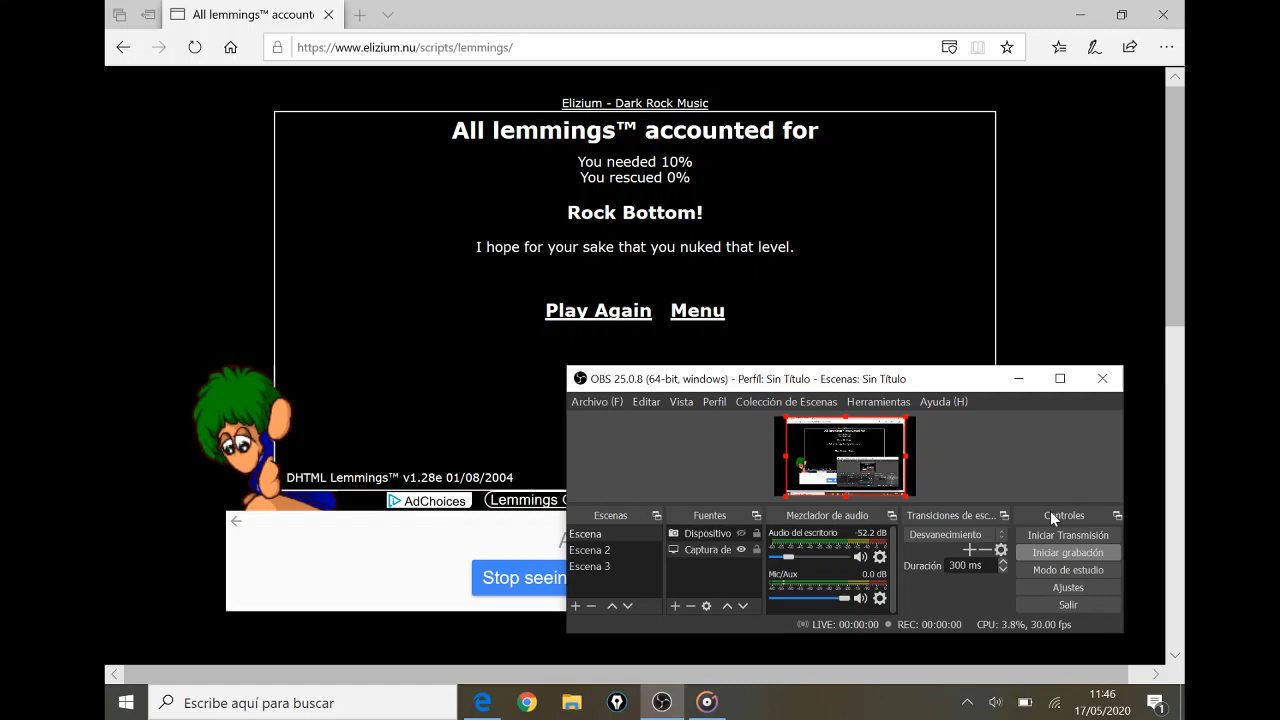 All lemmings™ account:
https://www.elizium.nu/scripts/lemmings/
Elizium - Dark Rock Music
All lemmings™ accounted for
You needed 10%
You rescued 0%
Rock Bottom!
I hope for your sake that you nuked that level.
Play Again Menu
DHTML Lemmings™ v1.28e 01/08/2004
AdChoices
Lemmings
Stop seein
OBS 25.0.8 (64-bit, windows) - Perfil: Sin Título - Escenas: Sin Título
Archivo (F) Editar Vista Perfil Colección de Escenas Herramientas Ayuda (H)
Escenas Fuentes Mezclador de audio Transiciones de esc... Controles
Escena
Escena 2
Escena 3
Dispositivo
Captura de
Audio del escritorio -52.2 dB
Mic/Aux 0.0 dB
Desvanecimiento
Duración 300 ms
Iniciar Transmisión
Iniciar grabación
Modo de estudio
Ajustes
Salir
LIVE: 00:00:00 REC: 00:00:00 CPU: 3.8%, 30.00 fps
Escribe aquí para buscar
11:46
17/05/2020
1